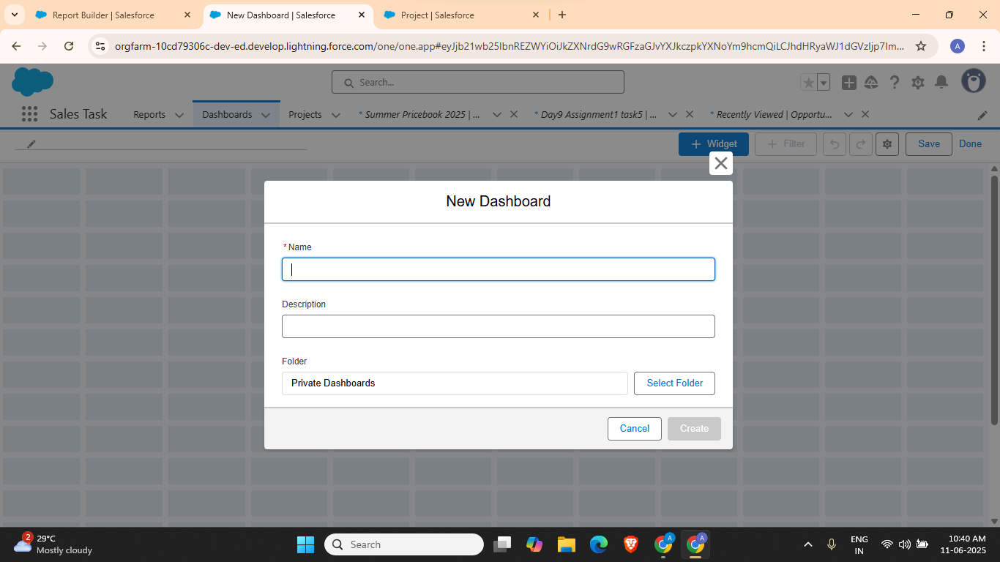 Report Builder | Salesforce
New Dashboard | Salesforce
Project | Salesforce
orgfarm-10cd79306c-dev-ed.develop.lightning.force.com/one/one.app#eyJjb21wb25lbnREZWYiOiJkZXNrdG9wRGFzaGJvYXJkczpkYXNoYm9hcmQiLCJhdHRyaWJ1dGVzIjp7Im...
A
Search...
Sales Task
Reports
Dashboards
Projects
* Summer Pricebook 2025 | ...
* Day9 Assignment1 task5 | ...
* Recently Viewed | Opportu...
+ Widget
+ Filter
Save
Done
New Dashboard
* Name
Description
Folder
Private Dashboards
Select Folder
Cancel
Create
2
29°C
Mostly cloudy
Search
A
A
ENG
IN
10:40 AM
11-06-2025